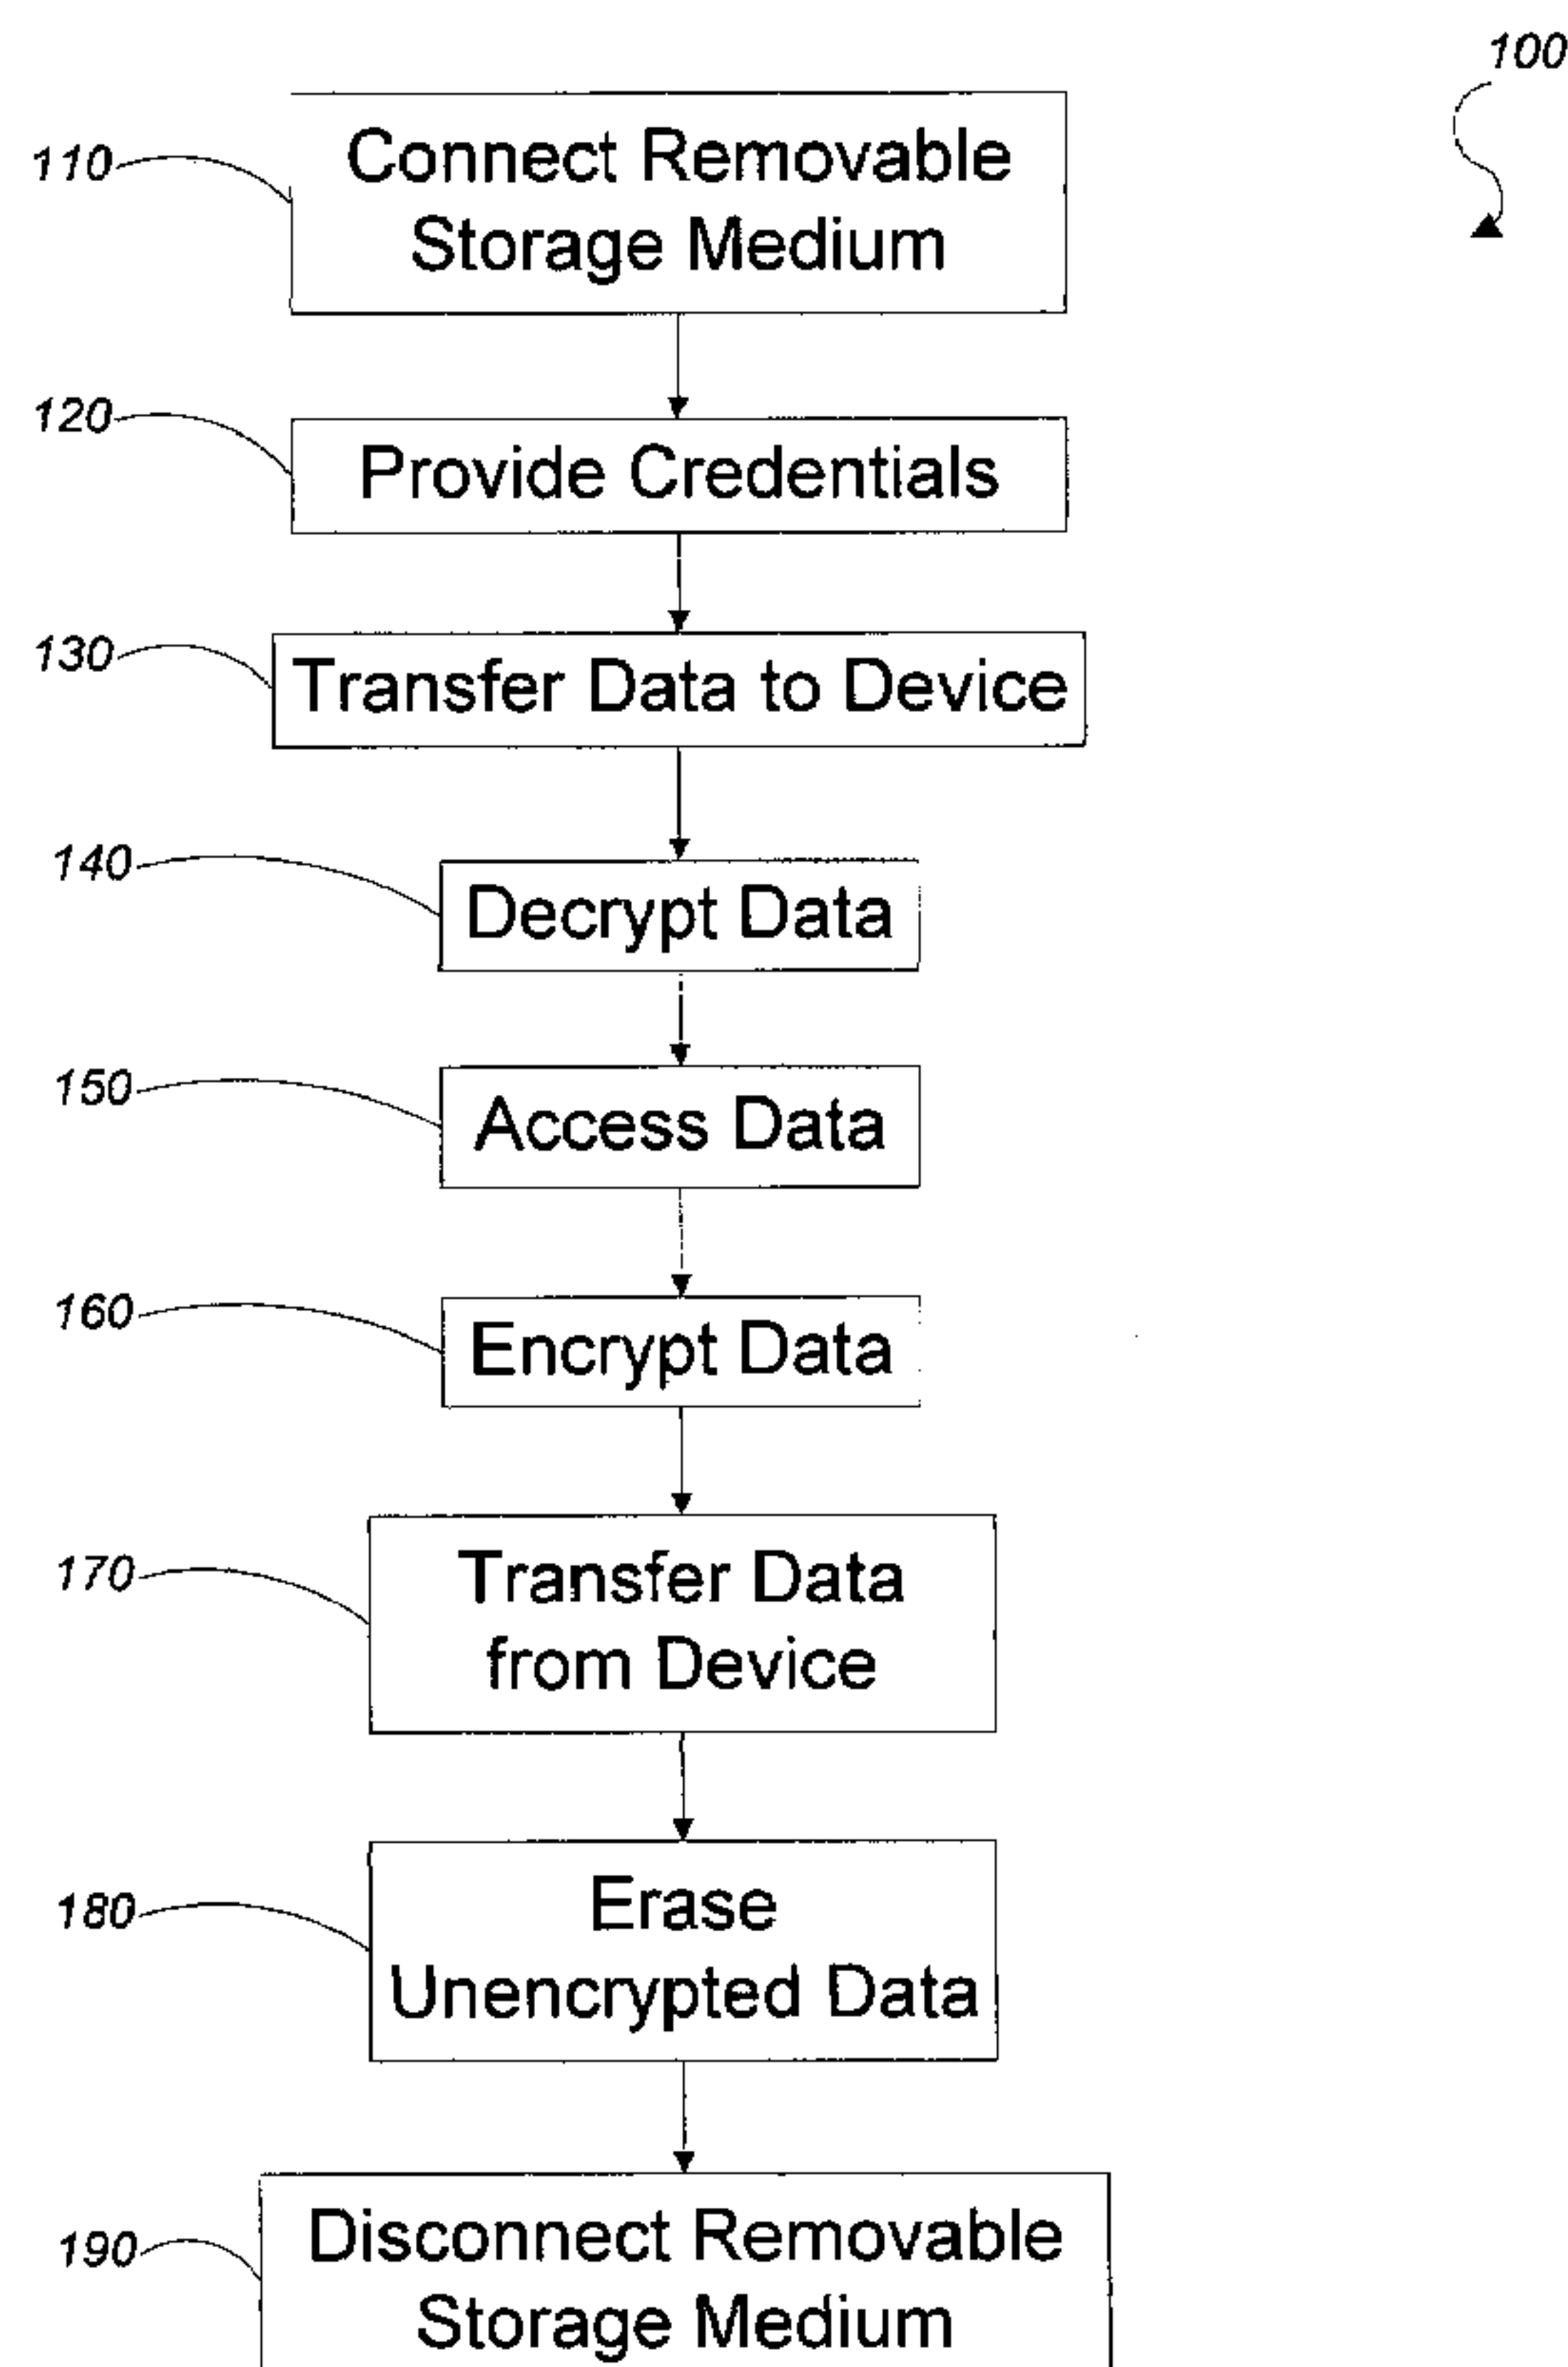 100
110
Connect Removable
Storage Medium
120
Provide Credentials
130
Transfer Data to Device
140
Decrypt Data
150
Access Data
160
Encrypt Data
170
Transfer Data
from Device
180
Erase
Unencrypted Data
190
Disconnect Removable
Storage Medium